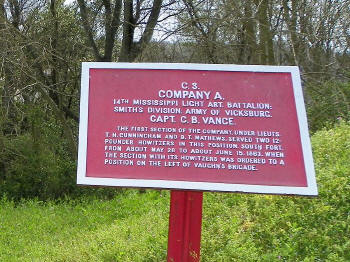 C. S.
COMPANY A,
14TH MISSISSIPPI LIGHT ART. BATTALION;
SMITH'S DIVISION, ARMY OF VICKSBURG.
CAPT. C. B. VANCE.
THE FIRST SECTION OF THE COMPANY, UNDER LIEUTS.
T. H. CUNNINGHAM AND D. T. MATHEWS, SERVED TWO 12-
POUNDER HOWITZERS IN THIS POSITION, SOUTH FORT,
FROM ABOUT MAY 28 TO ABOUT JUNE 15, 1863, WHEN
THE SECTION WITH ITS HOWITZERS WAS ORDERED TO A
POSITION ON THE LEFT OF VAUGHN'S BRIGADE.